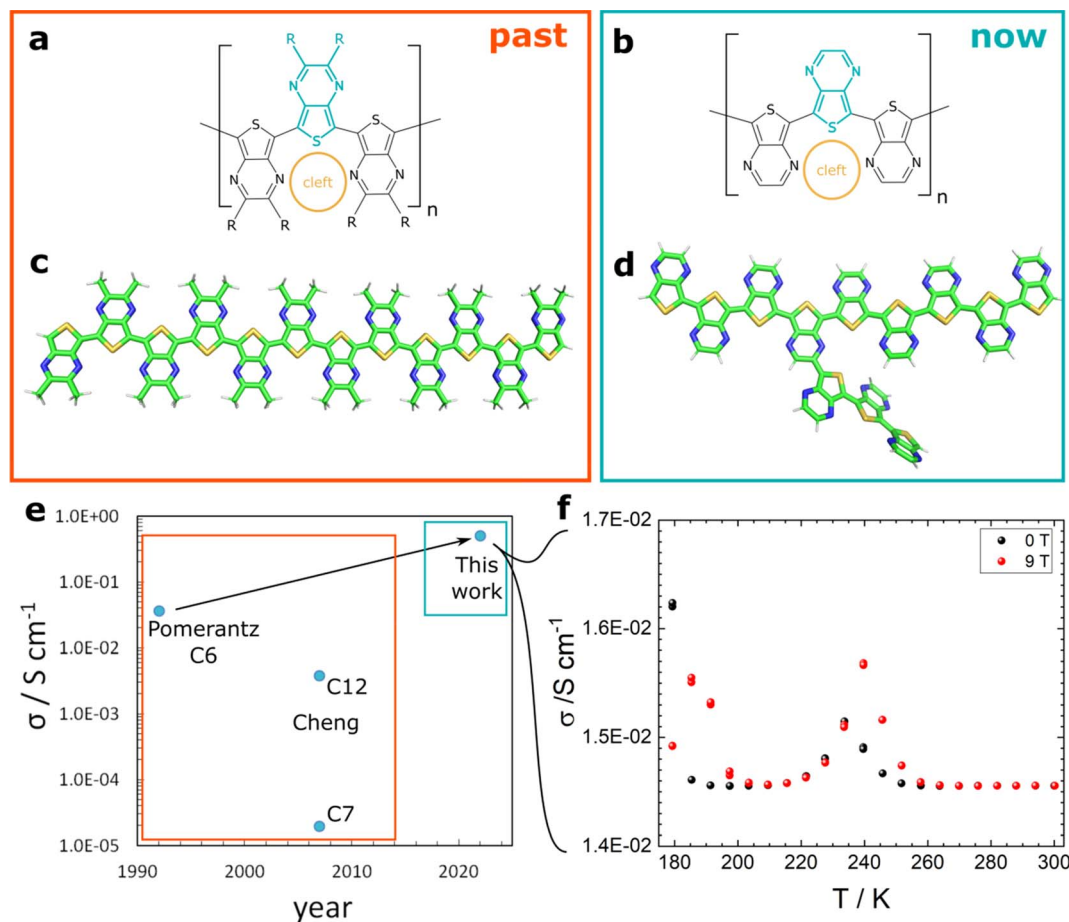 a
past
R R
N N
S S
S
N N N N
cleft
R R R R
n
b
now
N N
S S
S
N N
cleft
n
c
d
e
1.0E+00
1.0E-01
1.0E-02
1.0E-03
1.0E-04
1.0E-05
σ / S cm⁻¹
Pomerantz
C6
This
work
C12
Cheng
C7
1990 2000 2010 2020
year
f
1.7E-02
1.6E-02
1.5E-02
1.4E-02
σ /S cm⁻¹
0 T
9 T
180 200 220 240 260 280 300
T / K